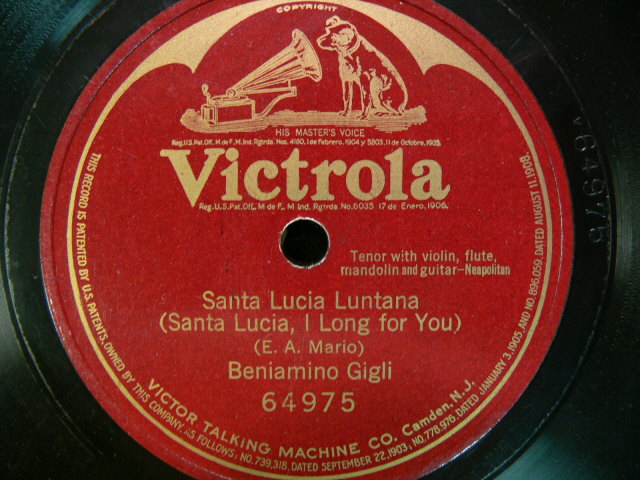 COPYRIGHT
HIS MASTER'S VOICE
Reg.U.S.Pat.Off., M de F., M. Ind. Rgtrda. Nos. 4180, 1 de Febrero, 1904 y 5803, 11 de Octubre, 1905.
Victrola
Reg.U.S.Pat.Off., M de F., M Ind. Rgtrda. No. 6035 17 de Enero, 1906.
Tenor with violin, flute,
mandolin and guitar—Neapolitan
Santa Lucia Luntana
(Santa Lucia, I Long for You)
(E. A. Mario)
Beniamino Gigli
64975
VICTOR TALKING MACHINE CO. Camden, N.J.
THIS RECORD IS PATENTED BY U.S. PATENTS, OWNED BY THIS COMPANY, AS FOLLOWS; NO. 739,318, DATED SEPTEMBER 22, 1903; NO. 778,976, DATED JANUARY 3, 1905, AND NO. 896,059, DATED AUGUST 11, 1908.
64975